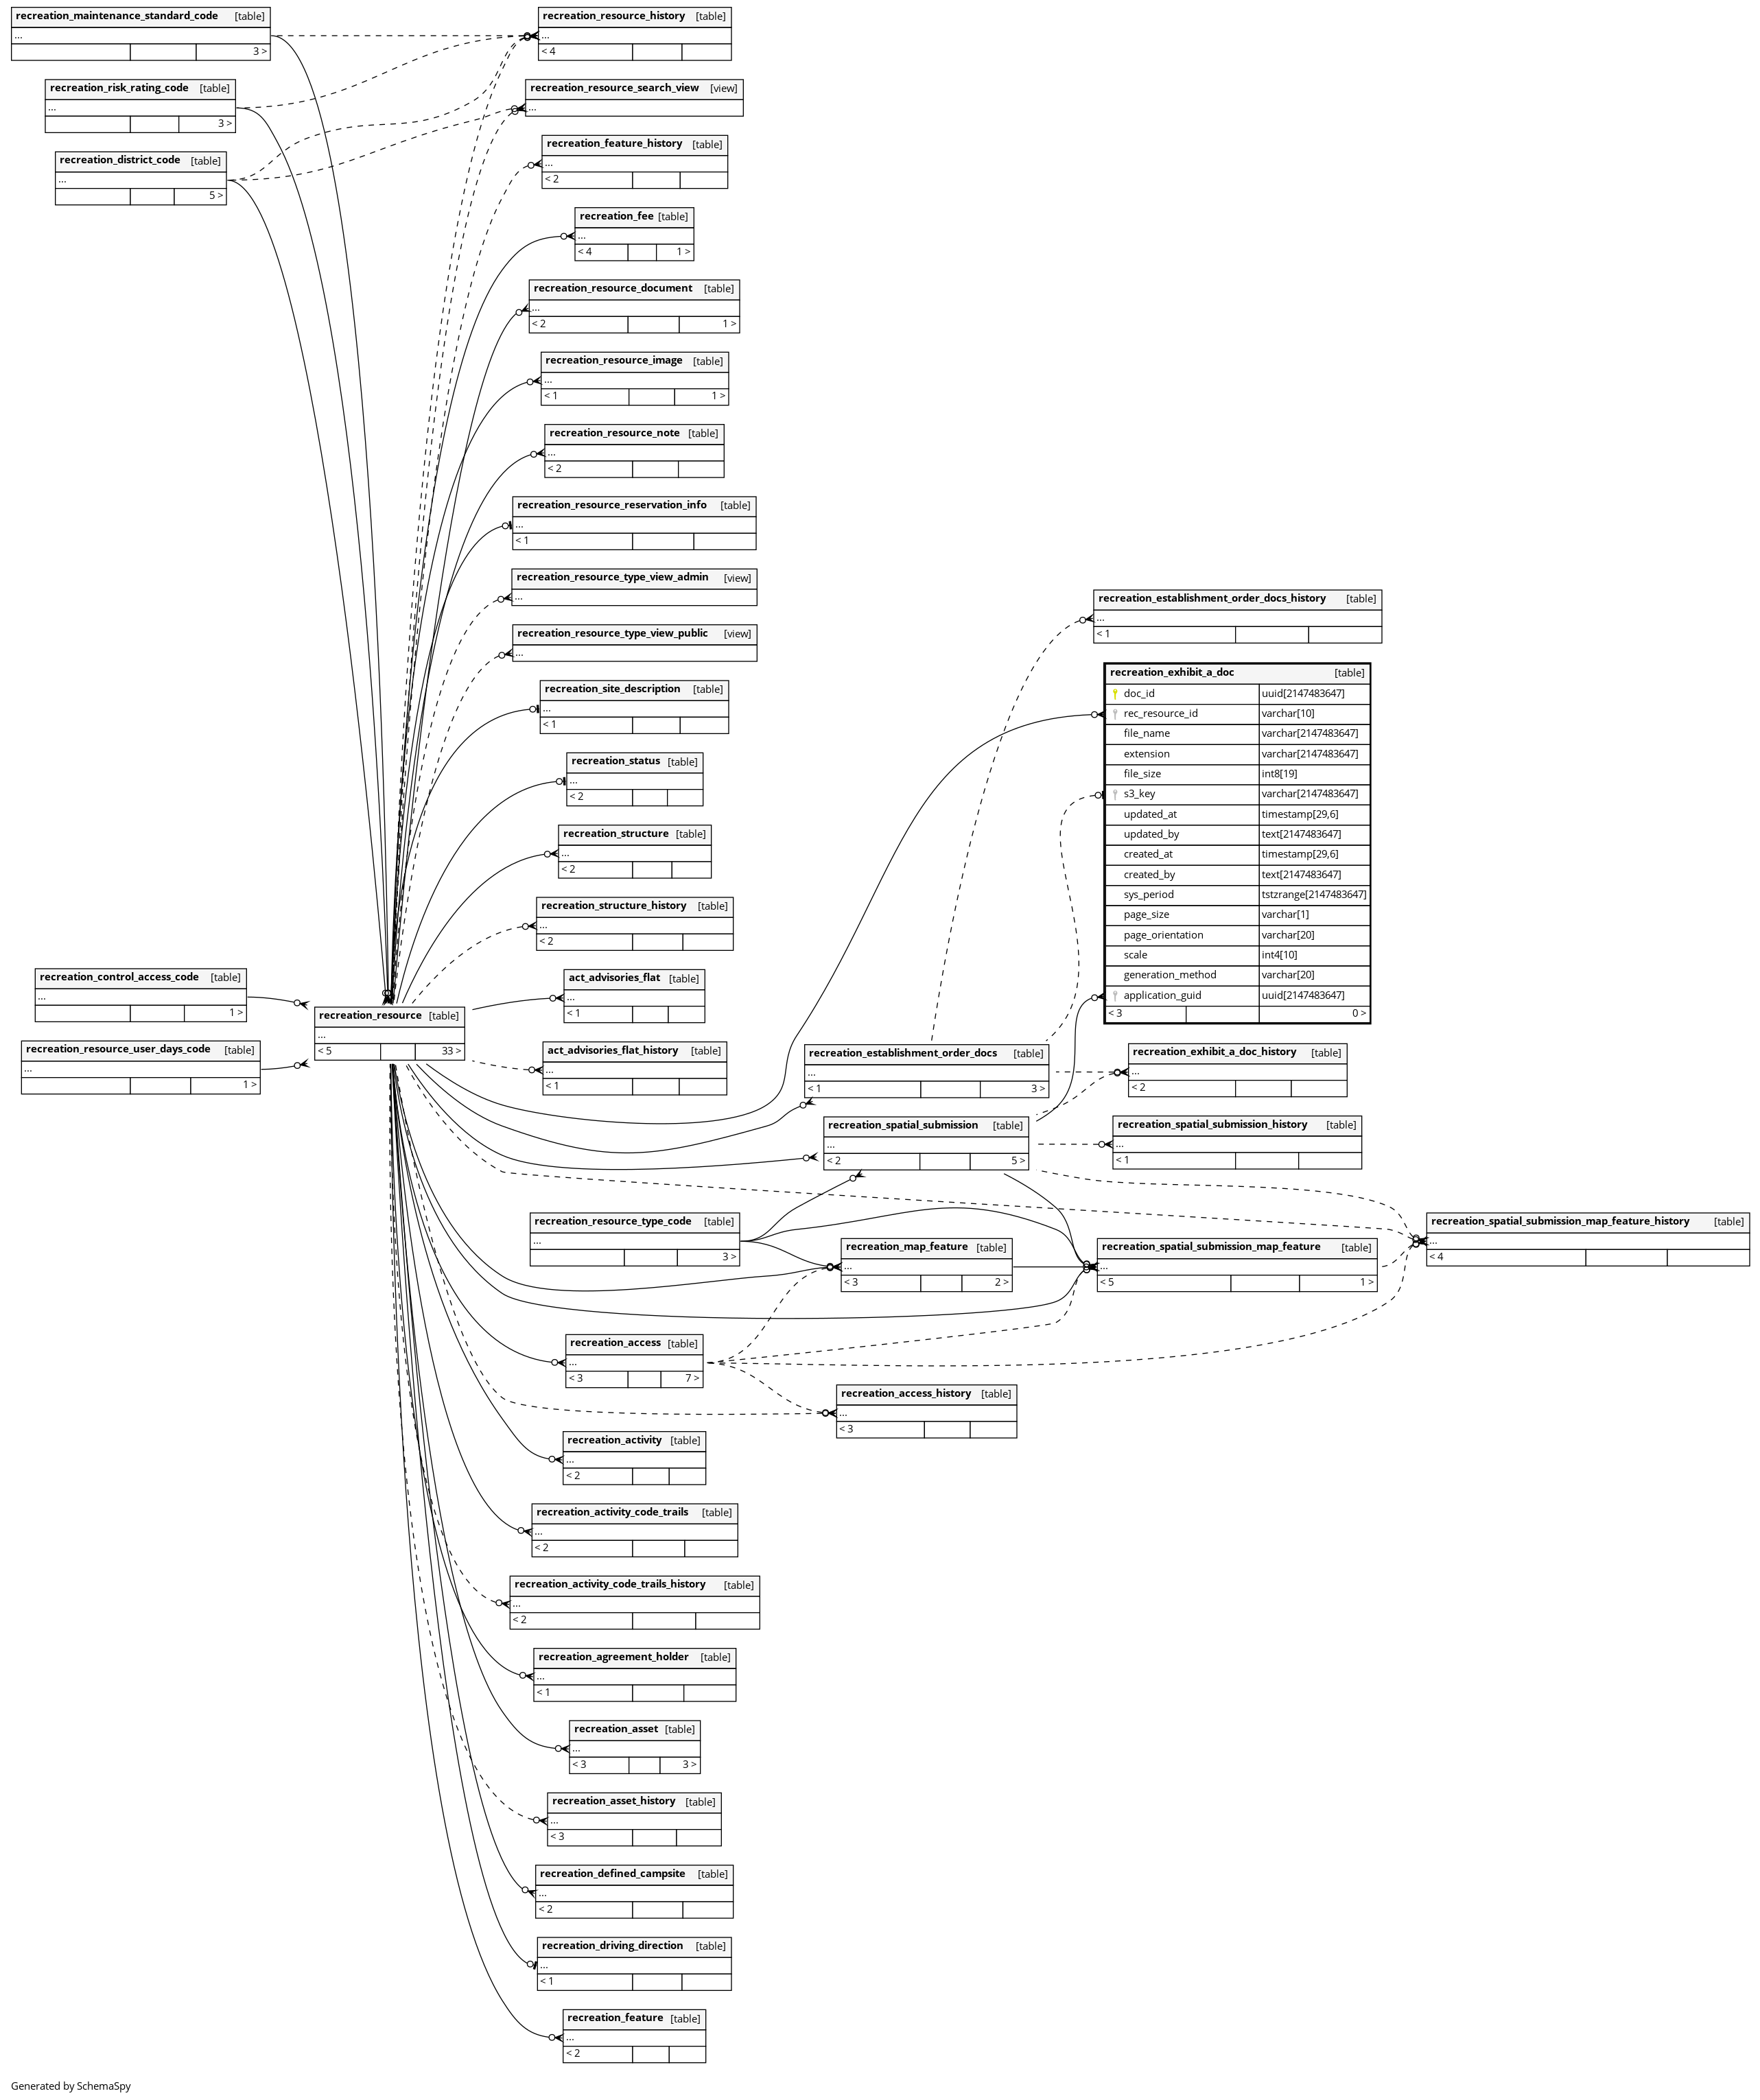 recreation_maintenance_standard_code [table]
...
3 >
recreation_risk_rating_code [table]
...
3 >
recreation_district_code [table]
...
5 >
recreation_control_access_code [table]
...
1 >
recreation_resource_user_days_code [table]
...
1 >
recreation_resource [table]
...
< 5 33 >
recreation_resource_history [table]
...
< 4
recreation_resource_search_view [view]
...
recreation_feature_history [table]
...
< 2
recreation_fee [table]
...
< 4 1 >
recreation_resource_document [table]
...
< 2 1 >
recreation_resource_image [table]
...
< 1 1 >
recreation_resource_note [table]
...
< 2
recreation_resource_reservation_info [table]
...
< 1
recreation_resource_type_view_admin [view]
...
recreation_resource_type_view_public [view]
...
recreation_site_description [table]
...
< 1
recreation_status [table]
...
< 2
recreation_structure [table]
...
< 2
recreation_structure_history [table]
...
< 2
act_advisories_flat [table]
...
< 1
act_advisories_flat_history [table]
...
< 1
recreation_resource_type_code [table]
...
3 >
recreation_access [table]
...
< 3 7 >
recreation_activity [table]
...
< 2
recreation_activity_code_trails [table]
...
< 2
recreation_activity_code_trails_history [table]
...
< 2
recreation_agreement_holder [table]
...
< 1
recreation_asset [table]
...
< 3 3 >
recreation_asset_history [table]
...
< 3
recreation_defined_campsite [table]
...
< 2
recreation_driving_direction [table]
...
< 1
recreation_feature [table]
...
< 2
recreation_establishment_order_docs [table]
...
< 1 3 >
recreation_spatial_submission [table]
...
< 2 5 >
recreation_map_feature [table]
...
< 3 2 >
recreation_access_history [table]
...
< 3
recreation_establishment_order_docs_history [table]
...
< 1
recreation_exhibit_a_doc [table]
doc_id uuid[2147483647]
rec_resource_id varchar[10]
file_name varchar[2147483647]
extension varchar[2147483647]
file_size int8[19]
s3_key varchar[2147483647]
updated_at timestamp[29,6]
updated_by text[2147483647]
created_at timestamp[29,6]
created_by text[2147483647]
sys_period tstzrange[2147483647]
page_size varchar[1]
page_orientation varchar[20]
scale int4[10]
generation_method varchar[20]
application_guid uuid[2147483647]
< 3 0 >
recreation_exhibit_a_doc_history [table]
...
< 2
recreation_spatial_submission_history [table]
...
< 1
recreation_spatial_submission_map_feature [table]
...
< 5 1 >
recreation_spatial_submission_map_feature_history [table]
...
< 4
Generated by SchemaSpy